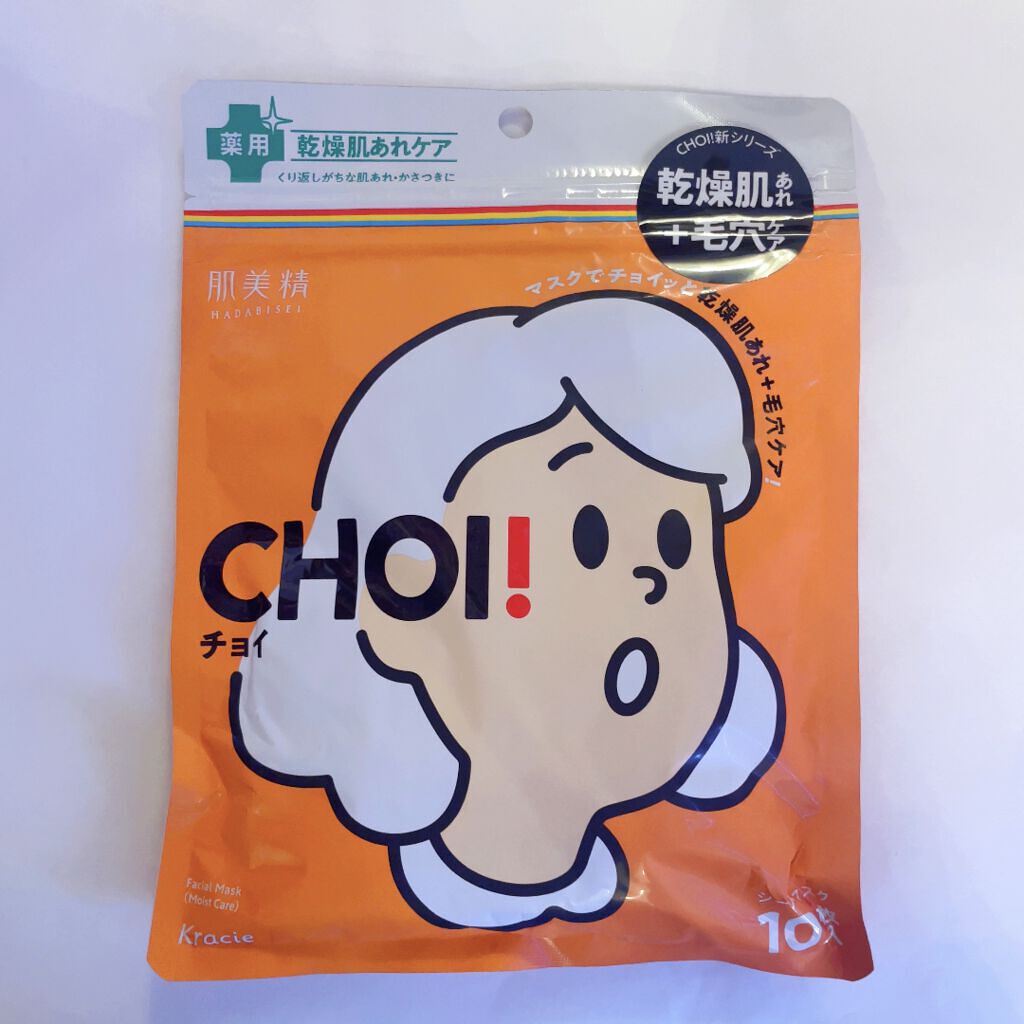 薬用
乾燥肌あれケア
くり返しがちな肌あれ・かさつきに
CHOI!新シリーズ
乾燥肌あれ
+毛穴ケア
肌美精
HADABISEI
マスクでチョイッと乾燥肌あれ+毛穴ケア!
CHOI!
チョイ
Facial Mask
(Moist Care)
Kracie
シートマスク
10枚入